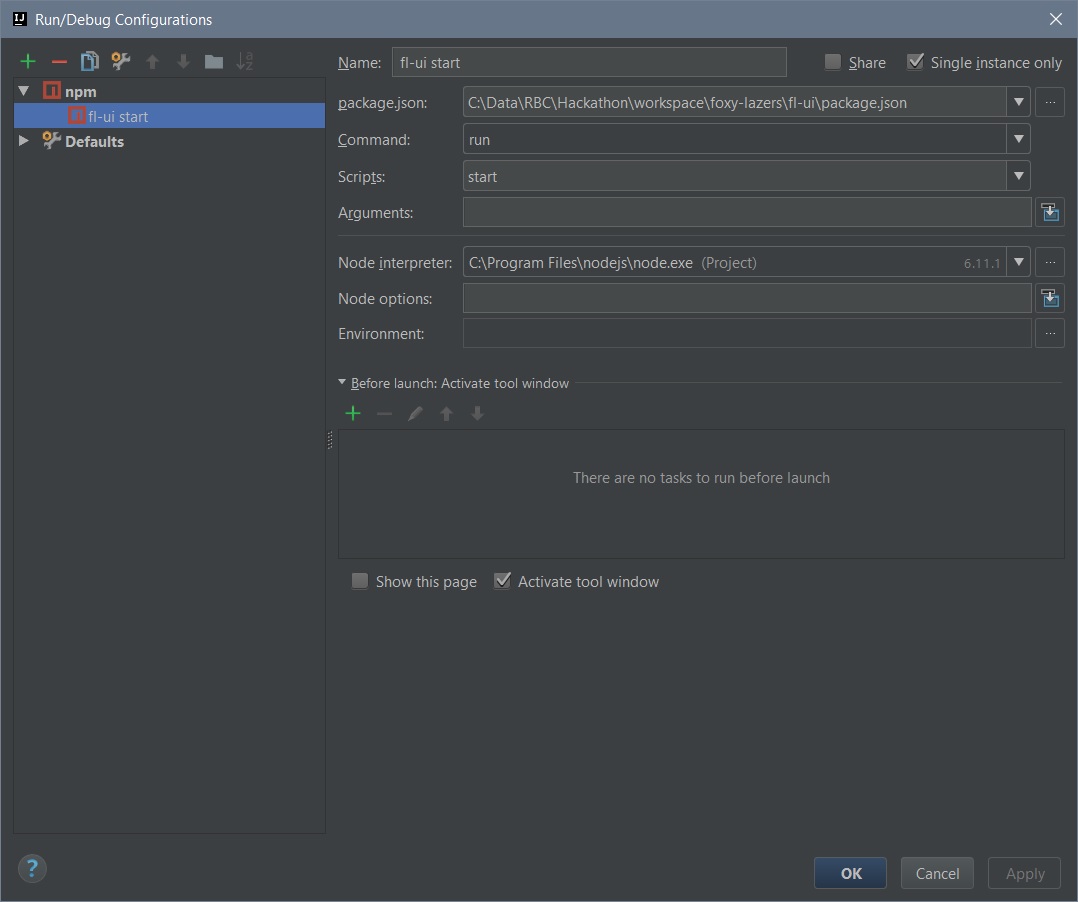 Run/Debug Configurations
Name: fl-ui start Share Single instance only
npm
fl-ui start
Defaults
package.json: C:\Data\RBC\Hackathon\workspace\foxy-lazers\fl-ui\package.json ...
Command: run
Scripts: start
Arguments:
Node interpreter: C:\Program Files\nodejs\node.exe (Project) 6.11.1 ...
Node options:
Environment: ...
Before launch: Activate tool window
There are no tasks to run before launch
Show this page Activate tool window
? OK Cancel Apply